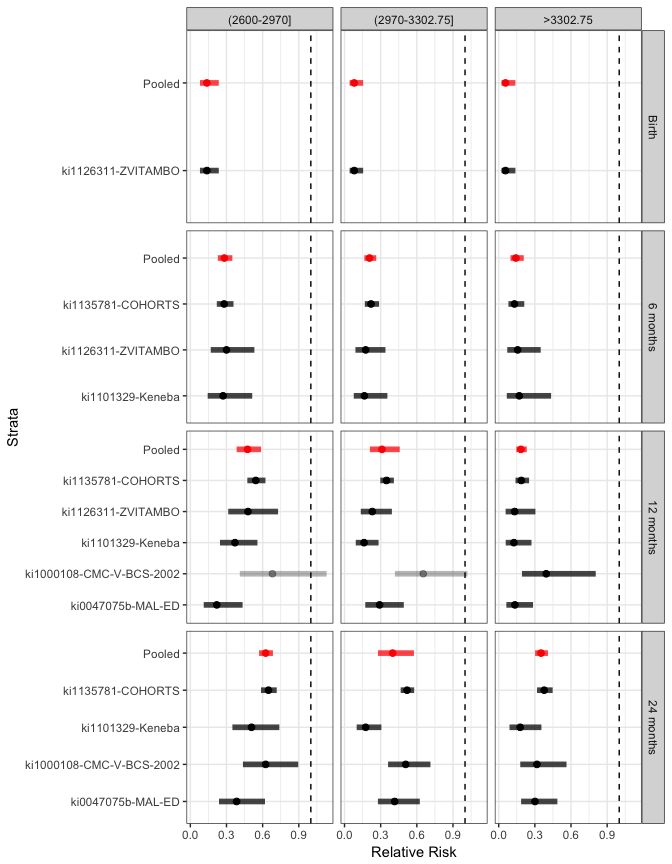 (2600-2970] (2970-3302.75] >3302.75
Pooled
ki1126311-ZVITAMBO
Birth
Pooled
ki1135781-COHORTS
ki1126311-ZVITAMBO
ki1101329-Keneba
6 months
Pooled
ki1135781-COHORTS
ki1126311-ZVITAMBO
ki1101329-Keneba
ki1000108-CMC-V-BCS-2002
ki0047075b-MAL-ED
12 months
Pooled
ki1135781-COHORTS
ki1101329-Keneba
ki1000108-CMC-V-BCS-2002
ki0047075b-MAL-ED
24 months
0.0 0.3 0.6 0.9 0.0 0.3 0.6 0.9 0.0 0.3 0.6 0.9
Relative Risk
Strata